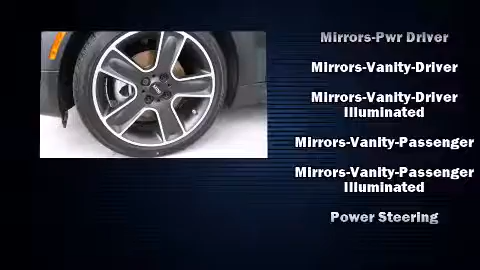 Mirrors-Pwr Driver
Mirrors-Vanity-Driver
Mirrors-Vanity-Driver
Illuminated
Mirrors-Vanity-Passenger
Mirrors-Vanity-Passenger
Illuminated
Power Steering